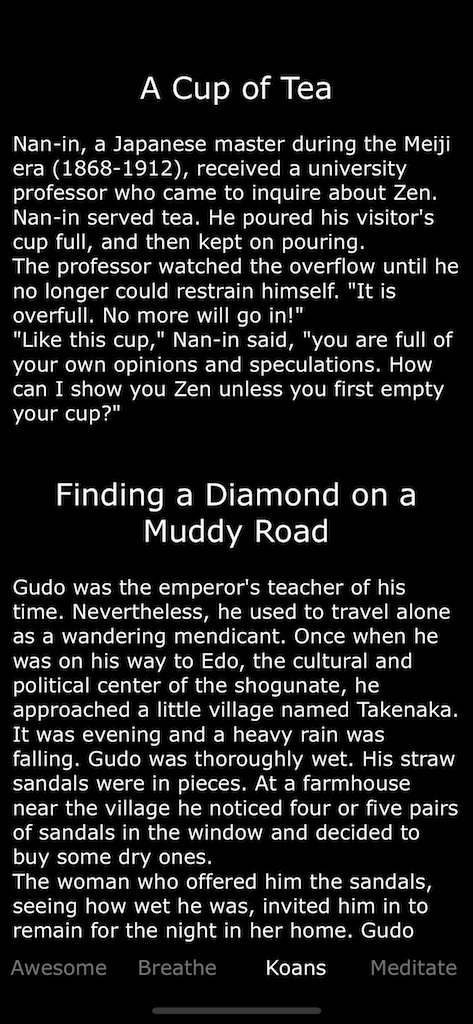 A Cup of Tea
Nan-in, a Japanese master during the Meiji
era (1868-1912), received a university
professor who came to inquire about Zen.
Nan-in served tea. He poured his visitor's
cup full, and then kept on pouring.
The professor watched the overflow until he
no longer could restrain himself. "It is
overfull. No more will go in!"
"Like this cup," Nan-in said, "you are full of
your own opinions and speculations. How
can I show you Zen unless you first empty
your cup?"
Finding a Diamond on a
Muddy Road
Gudo was the emperor's teacher of his
time. Nevertheless, he used to travel alone
as a wandering mendicant. Once when he
was on his way to Edo, the cultural and
political center of the shogunate, he
approached a little village named Takenaka.
It was evening and a heavy rain was
falling. Gudo was thoroughly wet. His straw
sandals were in pieces. At a farmhouse
near the village he noticed four or five pairs
of sandals in the window and decided to
buy some dry ones.
The woman who offered him the sandals,
seeing how wet he was, invited him in to
remain for the night in her home. Gudo
Awesome Breathe Koans Meditate